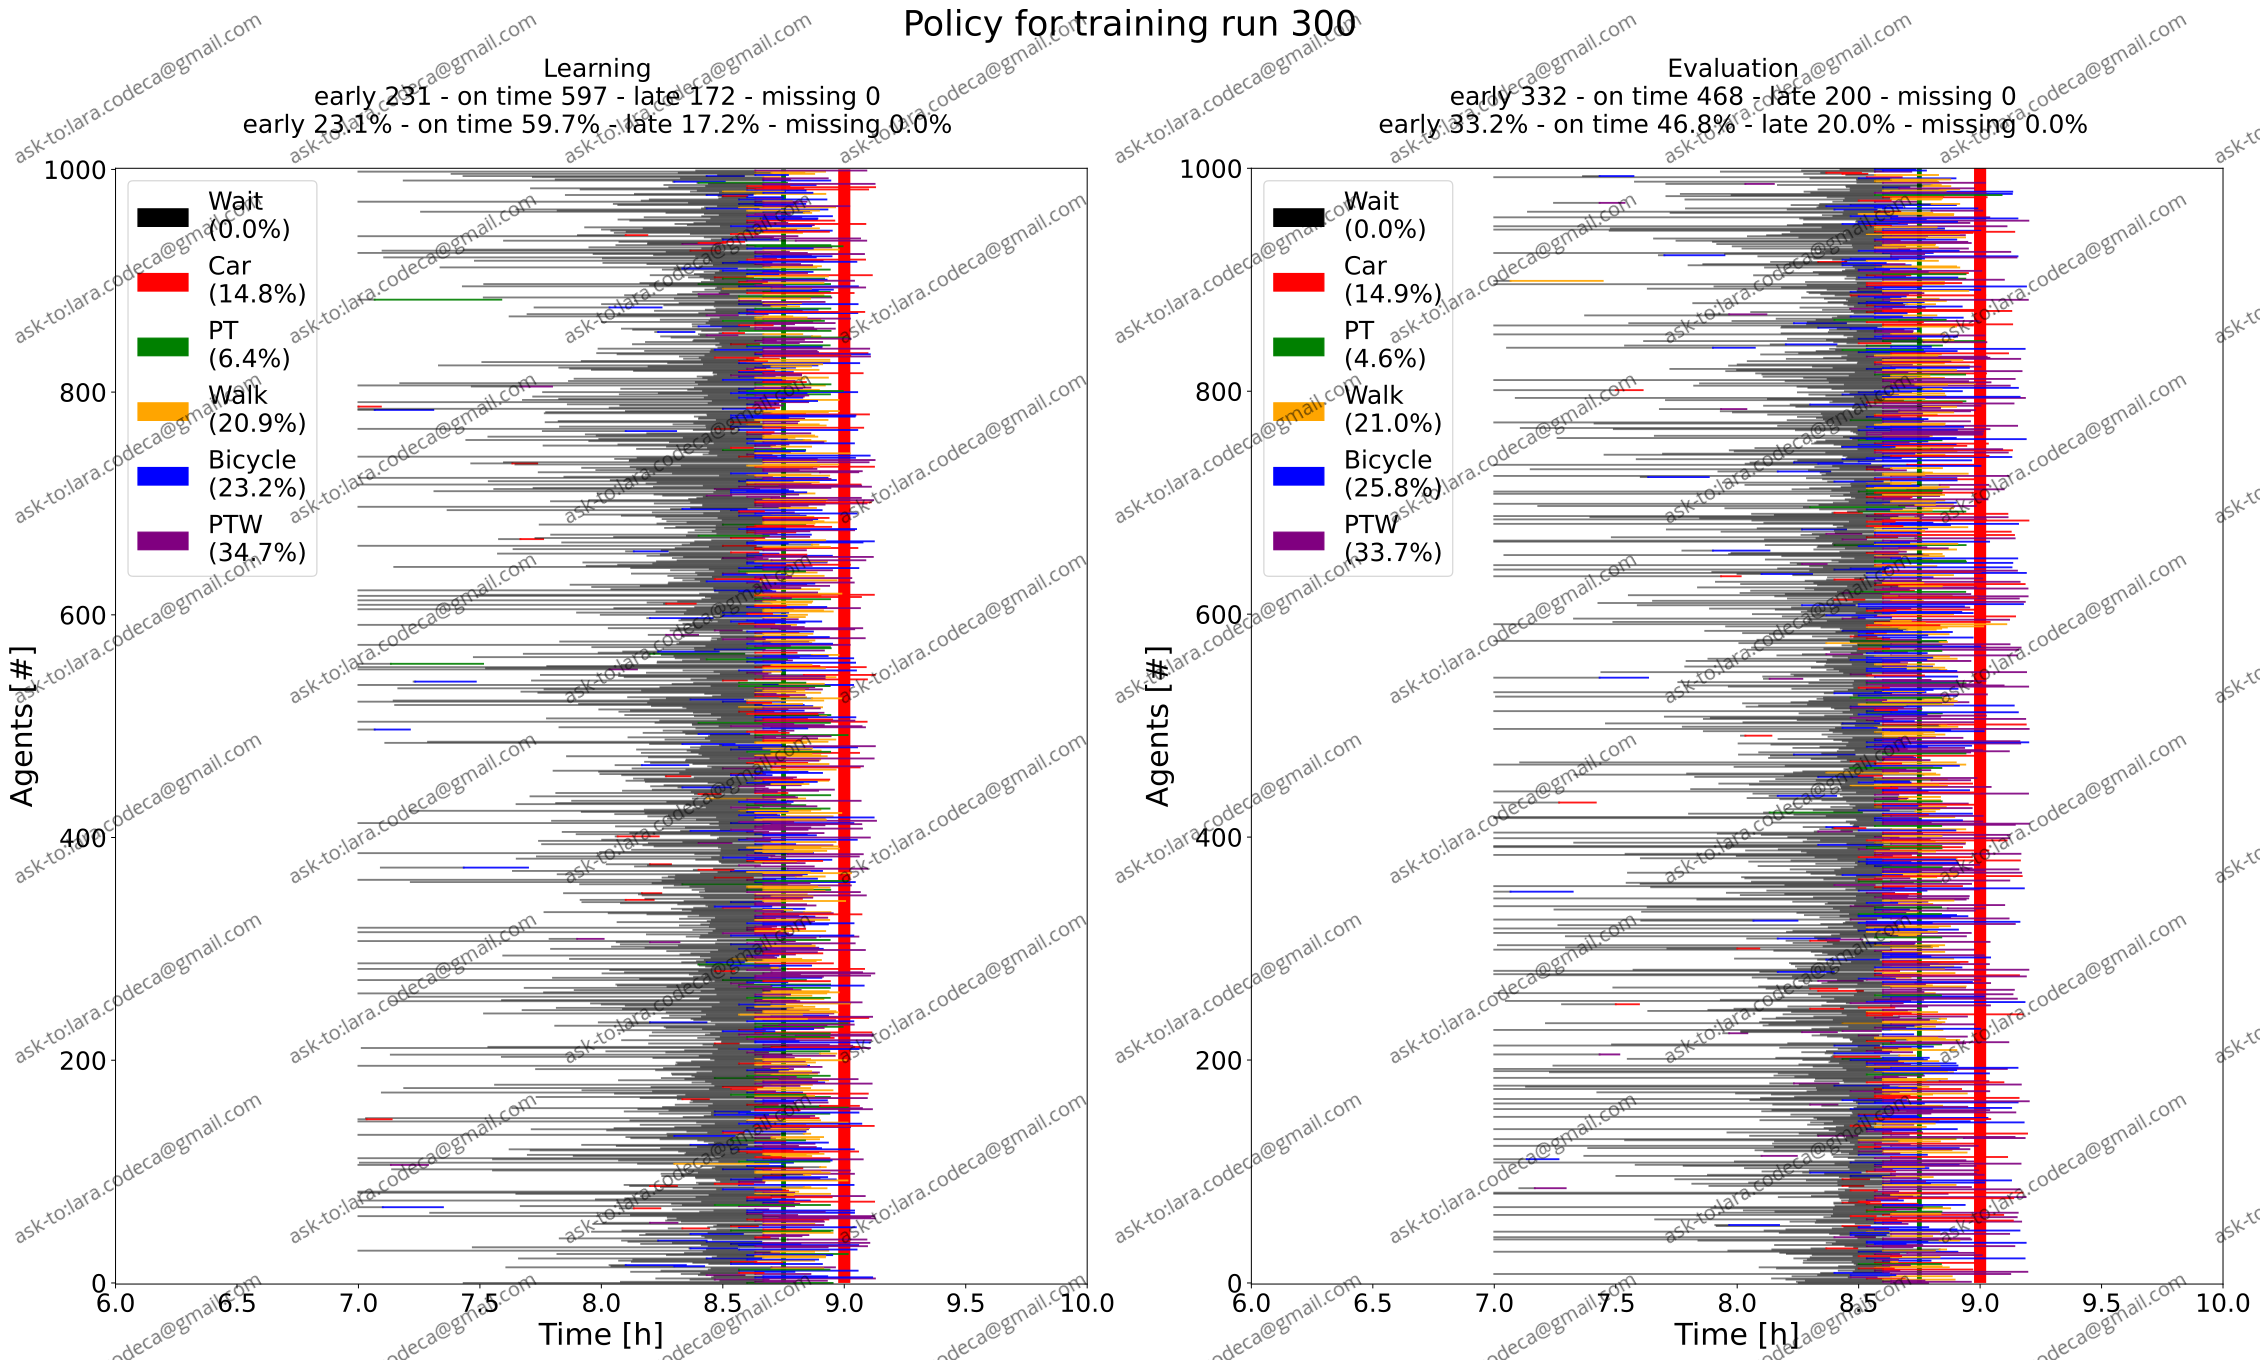 Policy for training run 300
Learning
early 231 - on time 597 - late 172 - missing 0
early 23.1% - on time 59.7% - late 17.2% - missing 0.0%
1000
800
600
400
200
0
Agents [#]
Wait
(0.0%)
Car
(14.8%)
PT
(6.4%)
Walk
(20.9%)
Bicycle
(23.2%)
PTW
(34.7%)
6.0 6.5 7.0 7.5 8.0 8.5 9.0 9.5 10.0
Time [h]
Evaluation
early 332 - on time 468 - late 200 - missing 0
early 33.2% - on time 46.8% - late 20.0% - missing 0.0%
1000
800
600
400
200
0
Agents [#]
Wait
(0.0%)
Car
(14.9%)
PT
(4.6%)
Walk
(21.0%)
Bicycle
(25.8%)
PTW
(33.7%)
6.0 6.5 7.0 7.5 8.0 8.5 9.0 9.5 10.0
Time [h]
ask-to:lara.codeca@gmail.com